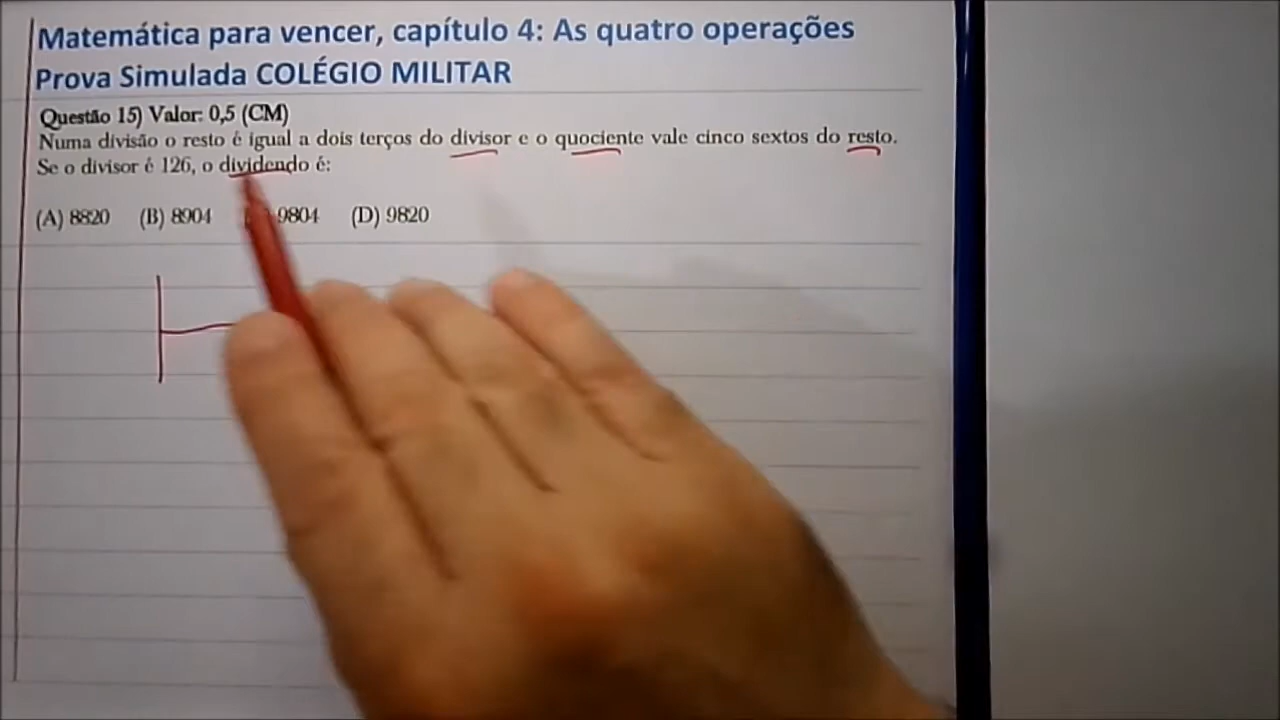 Matemática para vencer, capítulo 4: As quatro operações
Prova Simulada COLÉGIO MILITAR
Questão 15) Valor: 0,5 (CM)
Numa divisão o resto é igual a dois terços do divisor e o quociente vale cinco sextos do resto.
Se o divisor é 126, o dividendo é:
(A) 8820 (B) 8904 9804 (D) 9820